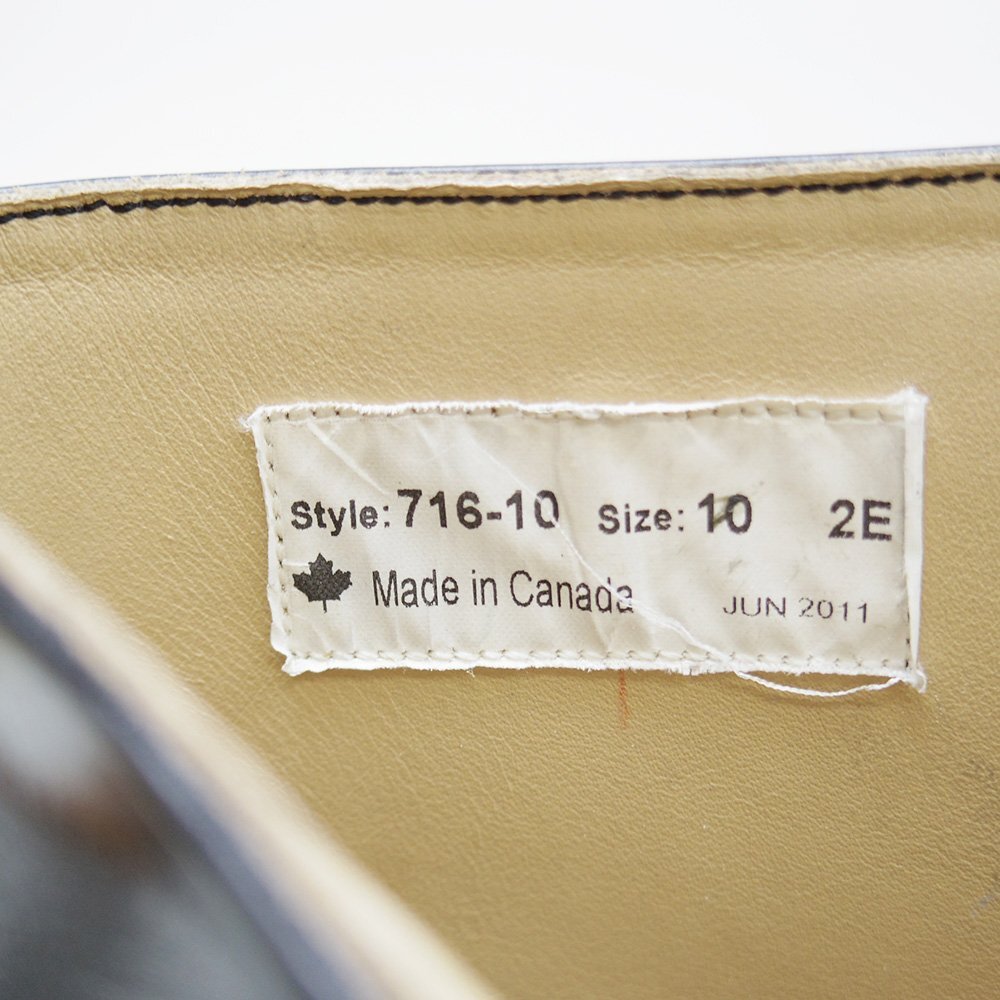 Style: 716-10 Size: 10 2E
Made in Canada JUN 2011